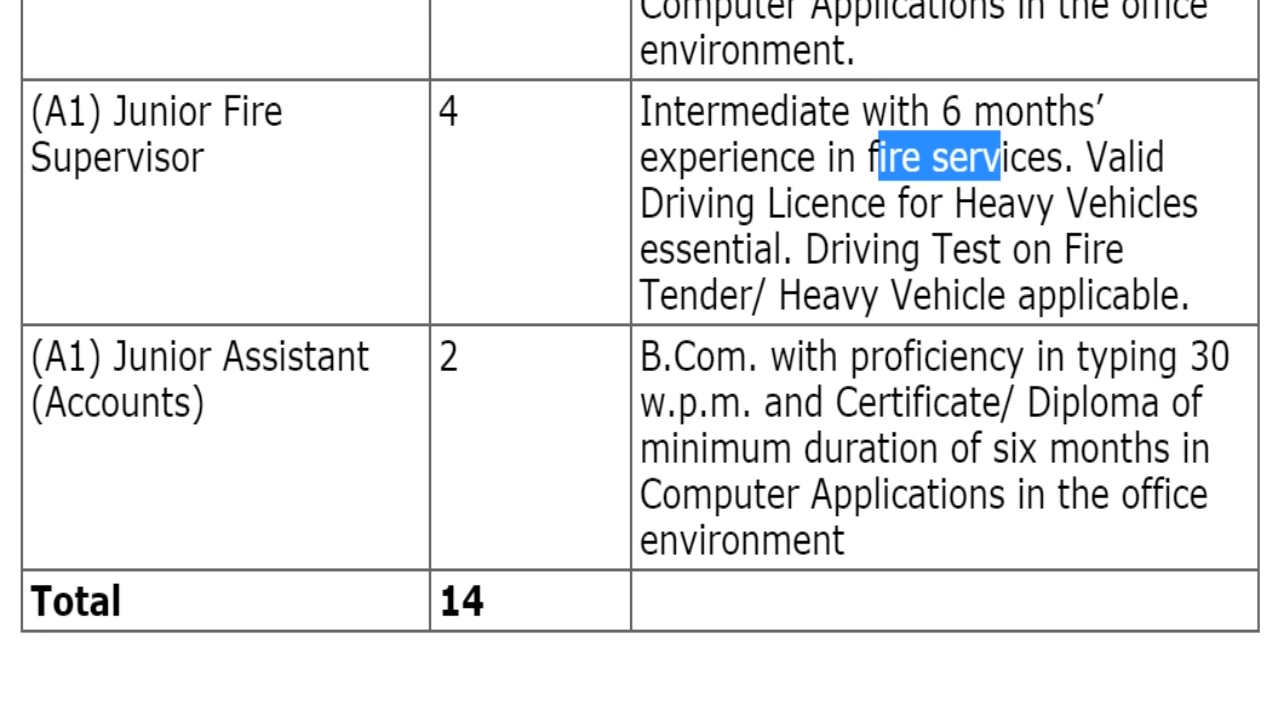 Computer Applications in the office
environment.
(A1) Junior Fire
Supervisor
4
Intermediate with 6 months’
experience in fire services. Valid
Driving Licence for Heavy Vehicles
essential. Driving Test on Fire
Tender/ Heavy Vehicle applicable.
(A1) Junior Assistant
(Accounts)
2
B.Com. with proficiency in typing 30
w.p.m. and Certificate/ Diploma of
minimum duration of six months in
Computer Applications in the office
environment
Total
14